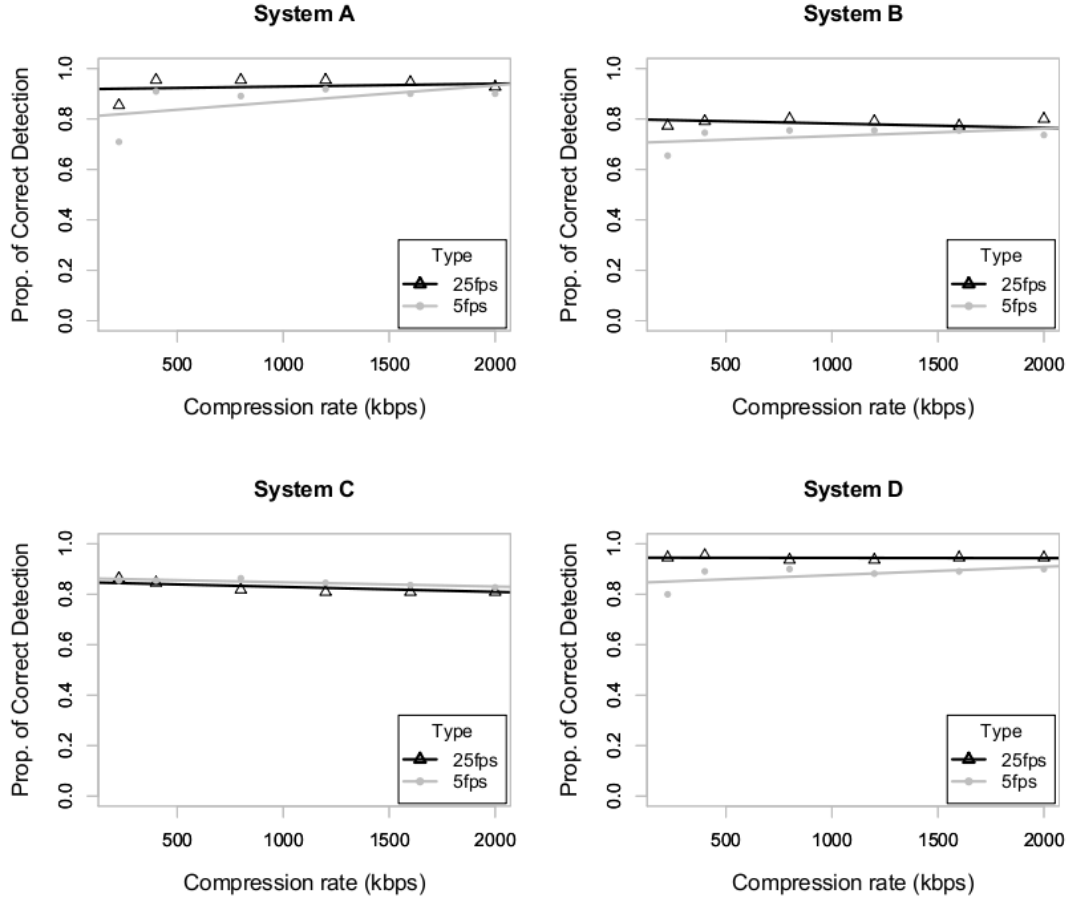 System A
Prop. of Correct Detection
1.0
0.8
0.6
0.4
0.2
0.0
Type
25fps
5fps
500 1000 1500 2000
Compression rate (kbps)
System B
Prop. of Correct Detection
1.0
0.8
0.6
0.4
0.2
0.0
Type
25fps
5fps
500 1000 1500 2000
Compression rate (kbps)
System C
Prop. of Correct Detection
1.0
0.8
0.6
0.4
0.2
0.0
Type
25fps
5fps
500 1000 1500 2000
Compression rate (kbps)
System D
Prop. of Correct Detection
1.0
0.8
0.6
0.4
0.2
0.0
Type
25fps
5fps
500 1000 1500 2000
Compression rate (kbps)